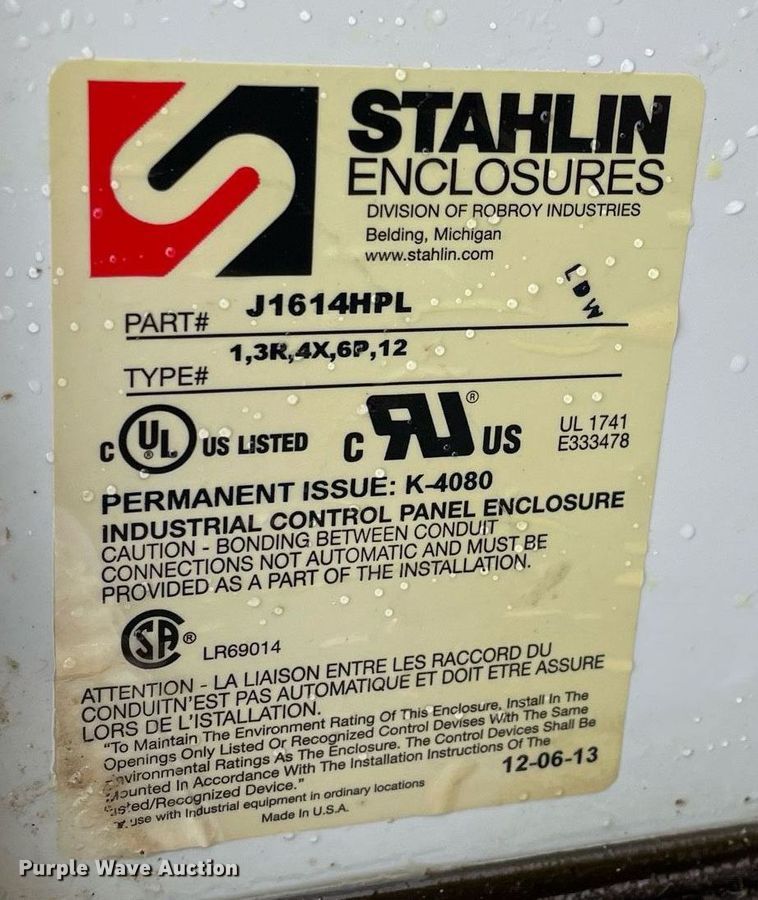 STAHLIN
ENCLOSURES
DIVISION OF ROBROY INDUSTRIES
Belding, Michigan
www.stahlin.com
LDW
PART# J1614HPL
TYPE# 1,3R,4X,6P,12
C UL ® US LISTED
C RU ® US
UL 1741
E333478
PERMANENT ISSUE: K-4080
INDUSTRIAL CONTROL PANEL ENCLOSURE
CAUTION - BONDING BETWEEN CONDUIT
CONNECTIONS NOT AUTOMATIC AND MUST BE
PROVIDED AS A PART OF THE INSTALLATION.
SA ® LR69014
ATTENTION - LA LIAISON ENTRE LES RACCORD DU
CONDUITN'EST PAS AUTOMATIQUE ET DOIT ETRE ASSURE
LORS DE L'ISTALLATION.
"To Maintain The Environment Rating Of This Enclosure, Install In The
Openings Only Listed Or Recognized Control Devises With The Same
Environmental Ratings As The Enclosure. The Control Devices Shall Be
Mounted In Accordance With The Installation Instructions Of The
Listed/Recognized Device."
use with Industrial equipment in ordinary locations
12-06-13
Made In U.S.A.
Purple Wave Auction